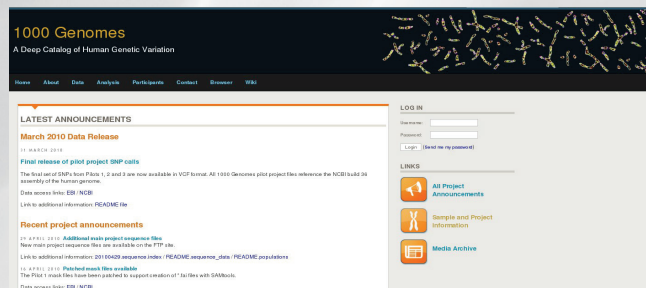 1000 Genomes
A Deep Catalog of Human Genetic Variation
Home About Data Analysis Participants Contact Browser Wiki
LATEST ANNOUNCEMENTS
March 2010 Data Release
11 MARCH 2010
Final release of pilot project SNP calls
The final set of SNPs from Pilots 1, 2 and 3 are now available in VCF format. All 1000 Genomes pilot project files reference the NCBI build 36
assembly of the human genome.
Data access links: EBI / NCBI
Link to additional information: README file
Recent project announcements
29 APRIL 2010 Additional main project sequence files
New main project sequence files are available on the FTP site.
Link to additional information: 20100429.sequence.index / README.sequence_data / README.populations
16 APRIL 2010 Patched mask files available
The Pilot 1 mask files have been patched to support creation of *.fai files with SAMtools.
Data access links: EBI / NCBI
LOG IN
Username:
Password:
Login (Send me my password)
LINKS
All Project
Announcements
Sample and Project
Information
Media Archive